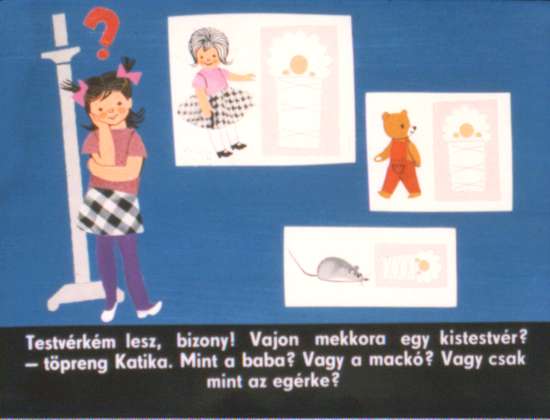 ?
Testvérkém lesz, bizony! Vajon mekkora egy kistestvér?
— töpreng Katika. Mint a baba? Vagy a mackó? Vagy csak
mint az egérke?